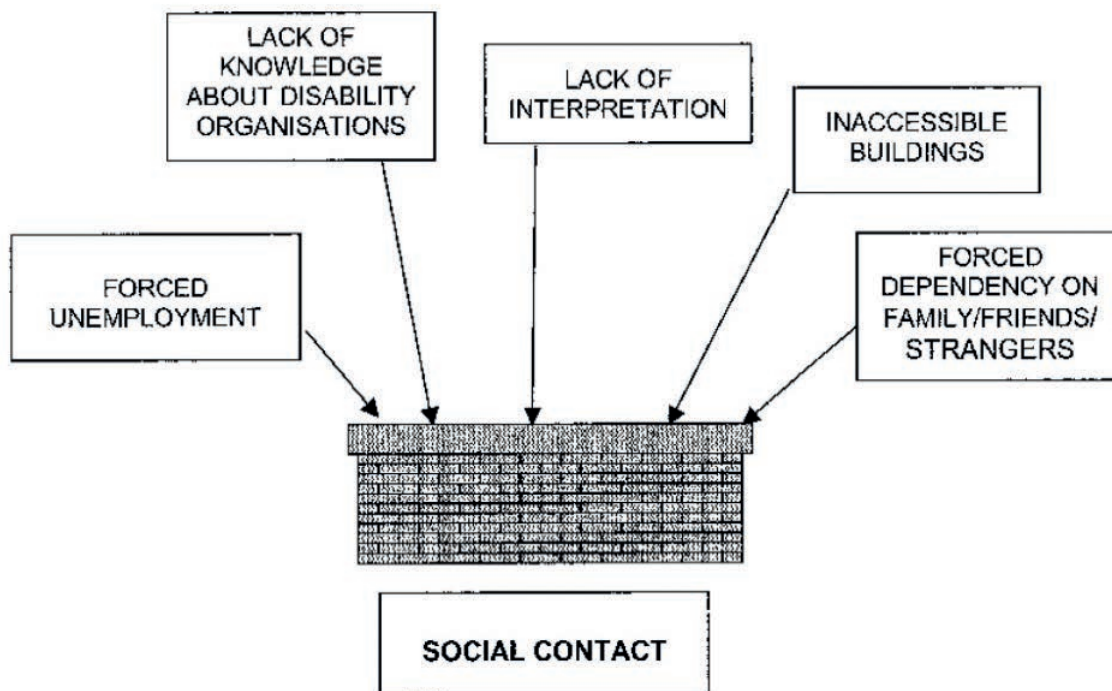 LACK OF
KNOWLEDGE
ABOUT DISABILITY
ORGANISATIONS
LACK OF
INTERPRETATION
INACCESSIBLE
BUILDINGS
FORCED
UNEMPLOYMENT
FORCED
DEPENDENCY ON
FAMILY/FRIENDS/
STRANGERS
SOCIAL CONTACT